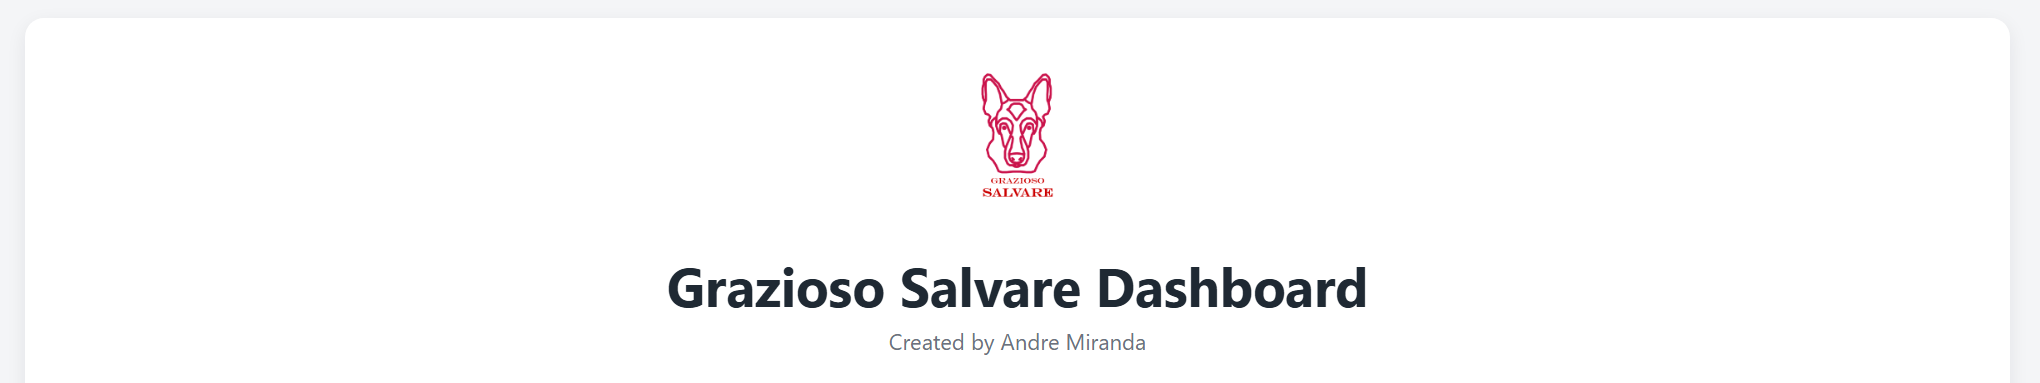 GRAZIOSO
SALVARE
Grazioso Salvare Dashboard
Created by Andre Miranda